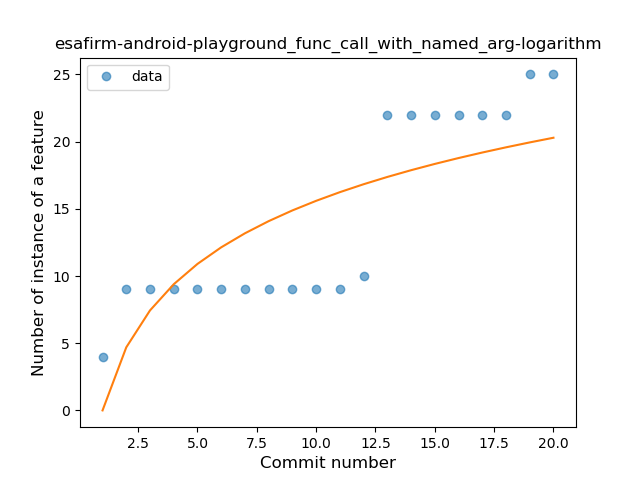 esafirm-android-playground_func_call_with_named_arg-logarithm
data
Number of instance of a feature
25
20
15
10
5
0
2.5 5.0 7.5 10.0 12.5 15.0 17.5 20.0
Commit number